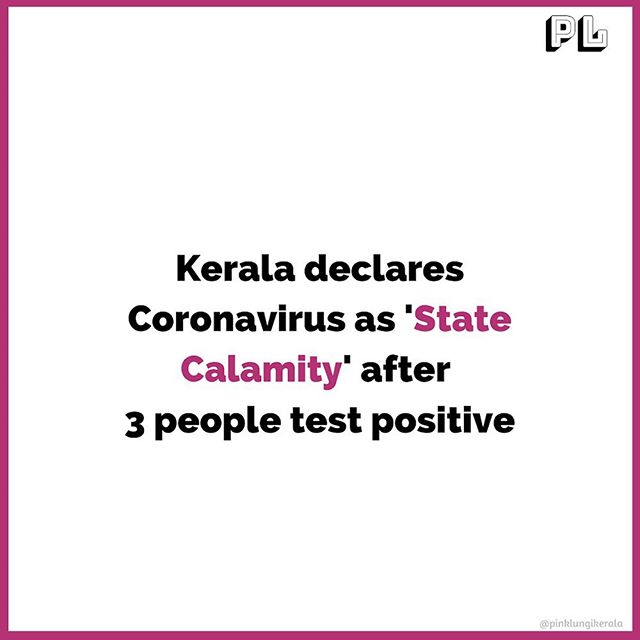 PL
Kerala declares
Coronavirus as 'State
Calamity' after
3 people test positive
@pinklungikerala